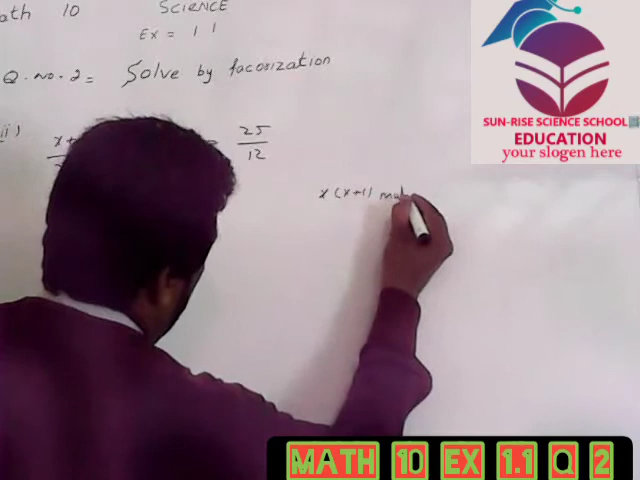 ath 10 SCIENCE
Ex = 1 1
Q. No. 2 = Solve by facorization
ii) x+ = 25
12
x (x+1) mul
SUN-RISE SCIENCE SCHOOL
EDUCATION
your slogen here
MATH 10 EX 1.1 Q 2